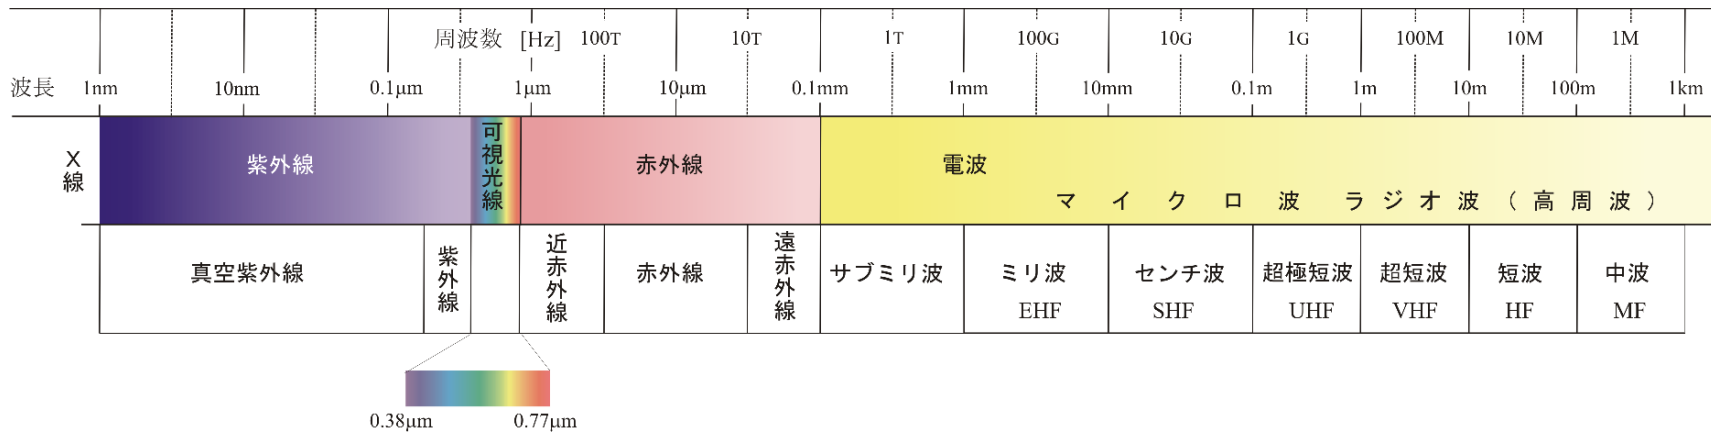 周波数 [Hz] 100T 10T 1T 100G 10G 1G 100M 10M 1M
波長 1nm 10nm 0.1μm 1μm 10μm 0.1mm 1mm 10mm 0.1m 1m 10m 100m 1km
X線 紫外線 可視光線 赤外線 電波
マイクロ波 ラジオ波(高周波)
真空紫外線 紫外線 近赤外線 赤外線 遠赤外線 サブミリ波 ミリ波 センチ波 超極短波 超短波 短波 中波
EHF SHF UHF VHF HF MF
0.38μm 0.77μm